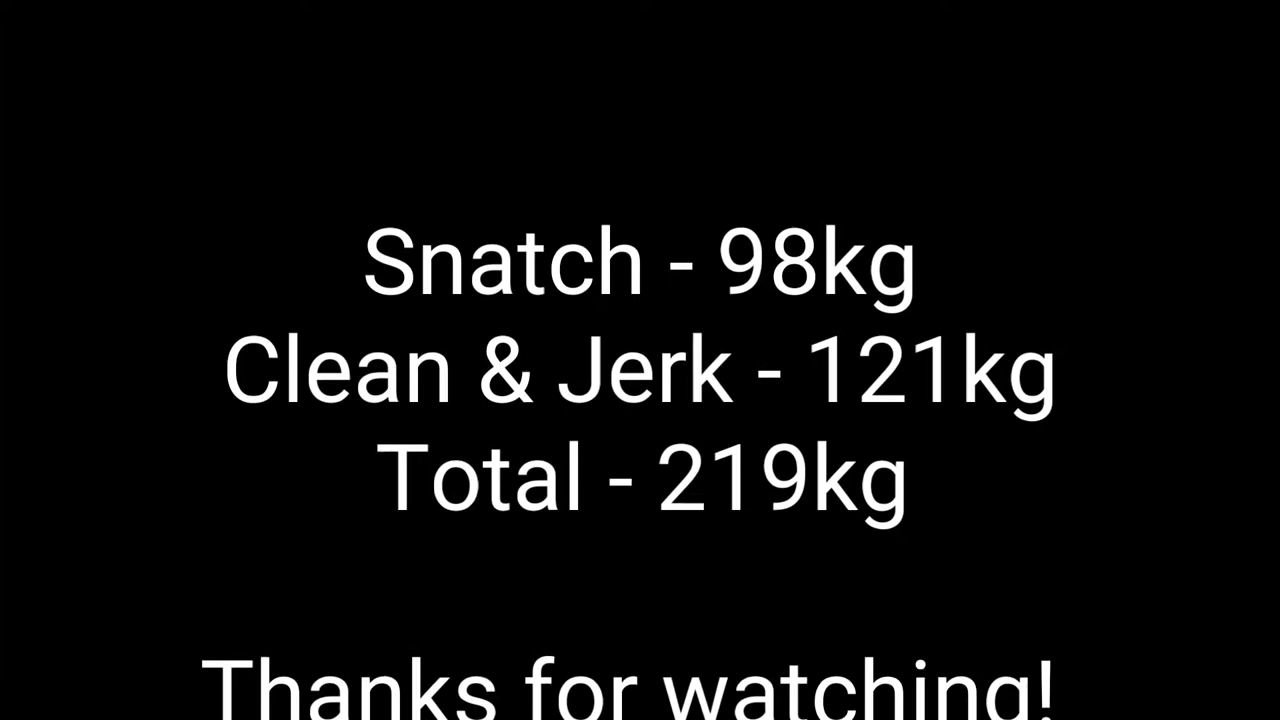 Snatch - 98kg
Clean & Jerk - 121kg
Total - 219kg
Thanks for watching!